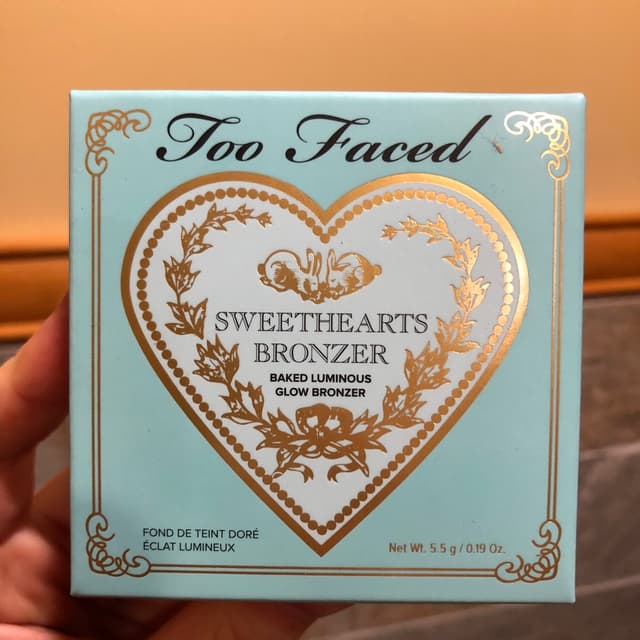 Too Faced
SWEETHEARTS
BRONZER
BAKED LUMINOUS
GLOW BRONZER
FOND DE TEINT DORÉ
ÉCLAT LUMINEUX
Net Wt. 5.5 g / 0.19 Oz.